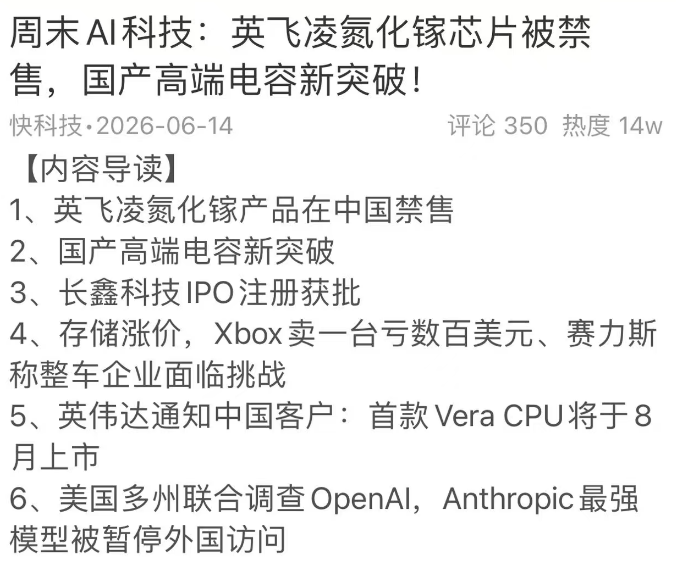 周末AI科技：英飞凌氮化镓芯片被禁
售，国产高端电容新突破！
快科技•2026-06-14 评论 350 热度 14w
【内容导读】
1、英飞凌氮化镓产品在中国禁售
2、国产高端电容新突破
3、长鑫科技IPO注册获批
4、存储涨价，Xbox卖一台亏数百美元、赛力斯
称整车企业面临挑战
5、英伟达通知中国客户：首款Vera CPU将于8
月上市
6、美国多州联合调查OpenAI，Anthropic最强
模型被暂停外国访问